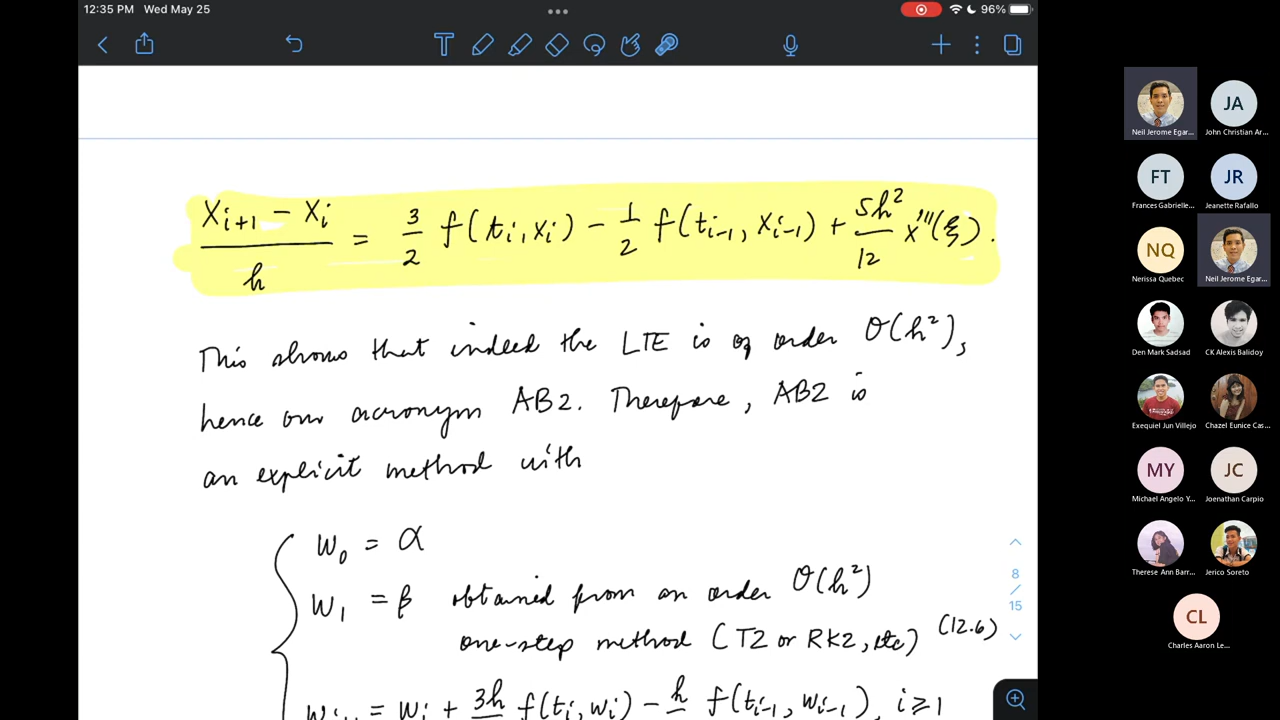 12:35 PM Wed May 25
96%
T
(x_{i+1} - x_i)/h = 3/2 f(t_i, x_i) - 1/2 f(t_{i-1}, x_{i-1}) + 5h²/12 x'''(ξ).
This shows that indeed the LTE is of order O(h²),
hence our acronym AB2. Therefore, AB2 is
an explicit method with
w_0 = α
w_1 = β obtained from an order O(h²)
one-step method (T2 or RK2, etc) (12.6)
= w_i + 3h f(t_i, w_i) - h f(t_{i-1}, w_{i-1}), i ≥ 1
8
/
15
Neil Jerome Egar...
JA
John Christian Ar...
FT
Frances Gabrielle...
JR
Jeanette Rafallo
NQ
Nerissa Quebec
Neil Jerome Egar...
Den Mark Sadsad
CK Alexis Balidoy
Exequiel Jun Villejo
Chazel Eunice Cas...
MY
Michael Angelo Y...
JC
Joenathan Carpio
Therese Ann Barr...
Jerico Soreto
CL
Charles Aaron Le...